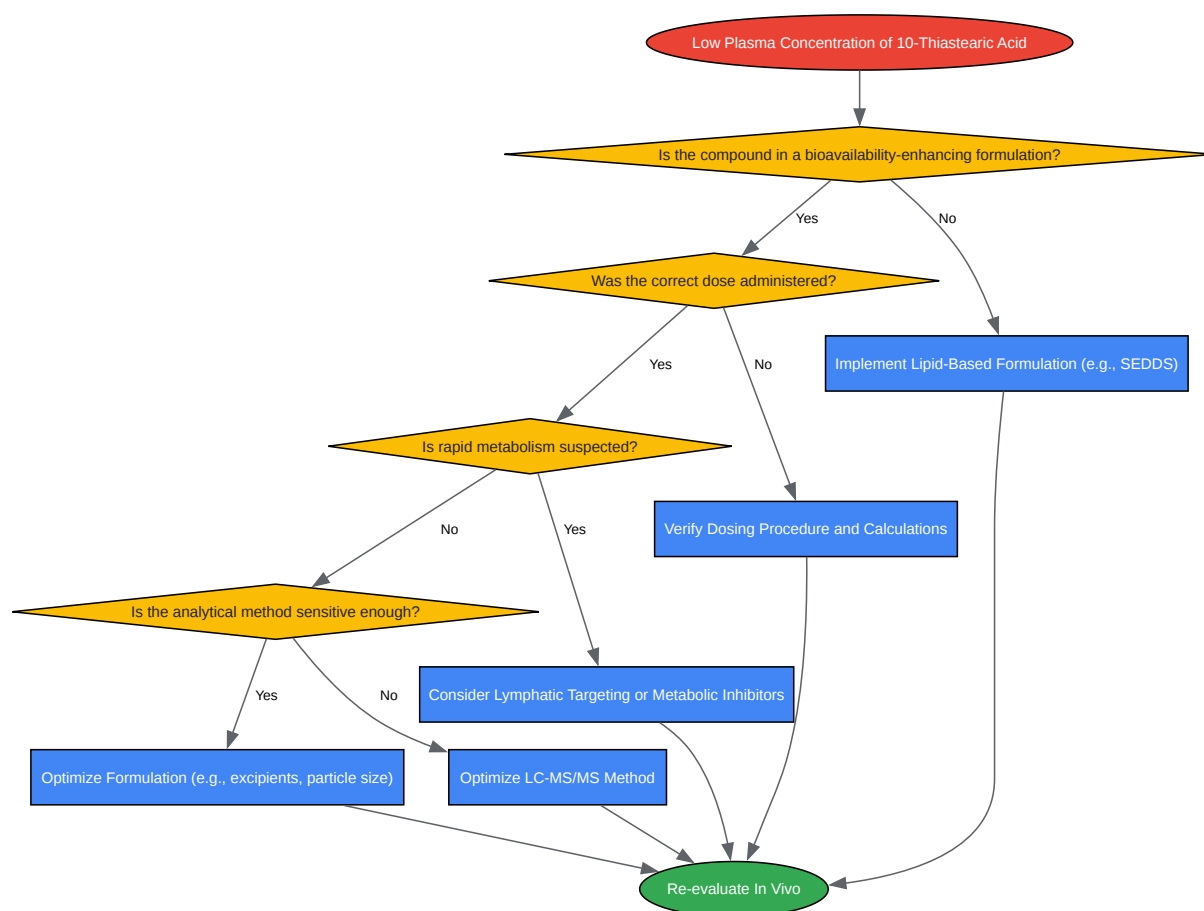 Low Plasma Concentration of 10-Thiastearic Acid
Is the compound in a bioavailability-enhancing formulation?
Yes
No
Was the correct dose administered?
Implement Lipid-Based Formulation (e.g., SEDDS)
Yes
No
Is rapid metabolism suspected?
Verify Dosing Procedure and Calculations
No
Yes
Is the analytical method sensitive enough?
Consider Lymphatic Targeting or Metabolic Inhibitors
Yes
No
Optimize Formulation (e.g., excipients, particle size)
Optimize LC-MS/MS Method
Re-evaluate In Vivo